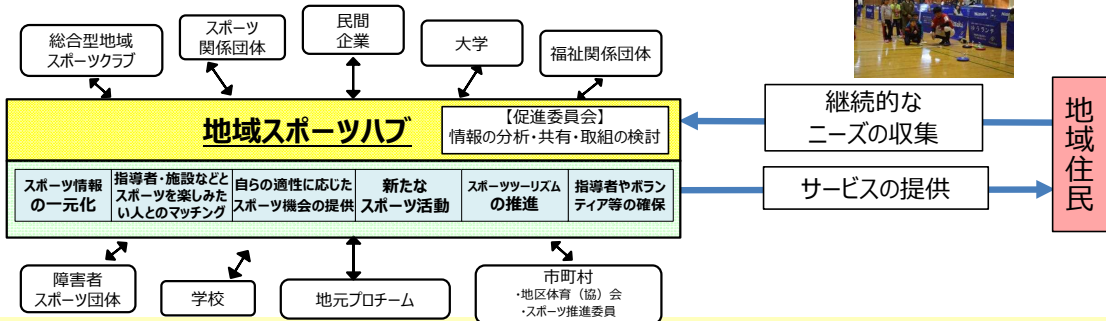 総合型地域
スポーツクラブ
スポーツ
関係団体
民間
企業
大学
福祉関係団体
地域スポーツハブ
【促進委員会】
情報の分析・共有・取組の検討
スポーツ情報
の一元化
指導者・施設などと
スポーツを楽しみた
い人とのマッチング
自らの適性に応じた
スポーツ機会の提供
新たな
スポーツ活動
スポーツツーリズム
の推進
指導者やボラン
ティア等の確保
障害者
スポーツ団体
学校
地元プロチーム
市町村
・地区体育（協）会
・スポーツ推進委員
継続的な
ニーズの収集
サービスの提供
地域住民